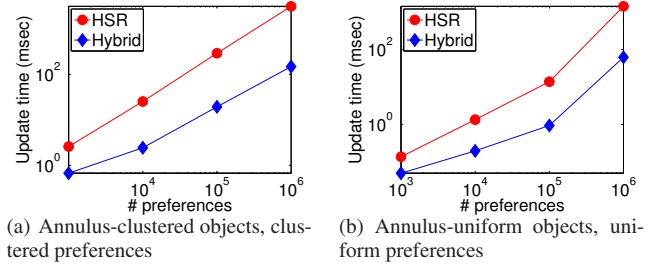 HSR
Hybrid
Update time (msec)
10^2
10^0
10^4
10^5
10^6
# preferences
(a) Annulus-clustered objects, clus-
tered preferences
HSR
Hybrid
Update time (msec)
10^2
10^0
10^3
10^4
10^5
10^6
# preferences
(b) Annulus-uniform objects, uni-
form preferences